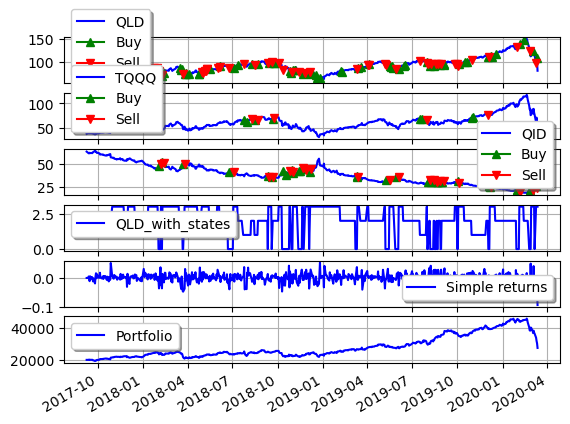 QLD
Buy
Sell
150
100
TQQQ
Buy
Sell
100
50
QID
Buy
Sell
50
25
QLD_with_states
2.5
0.0
Simple returns
0.0
−0.1
Portfolio
40000
20000
2017-10 2018-01 2018-04 2018-07 2018-10 2019-01 2019-04 2019-07 2019-10 2020-01 2020-04